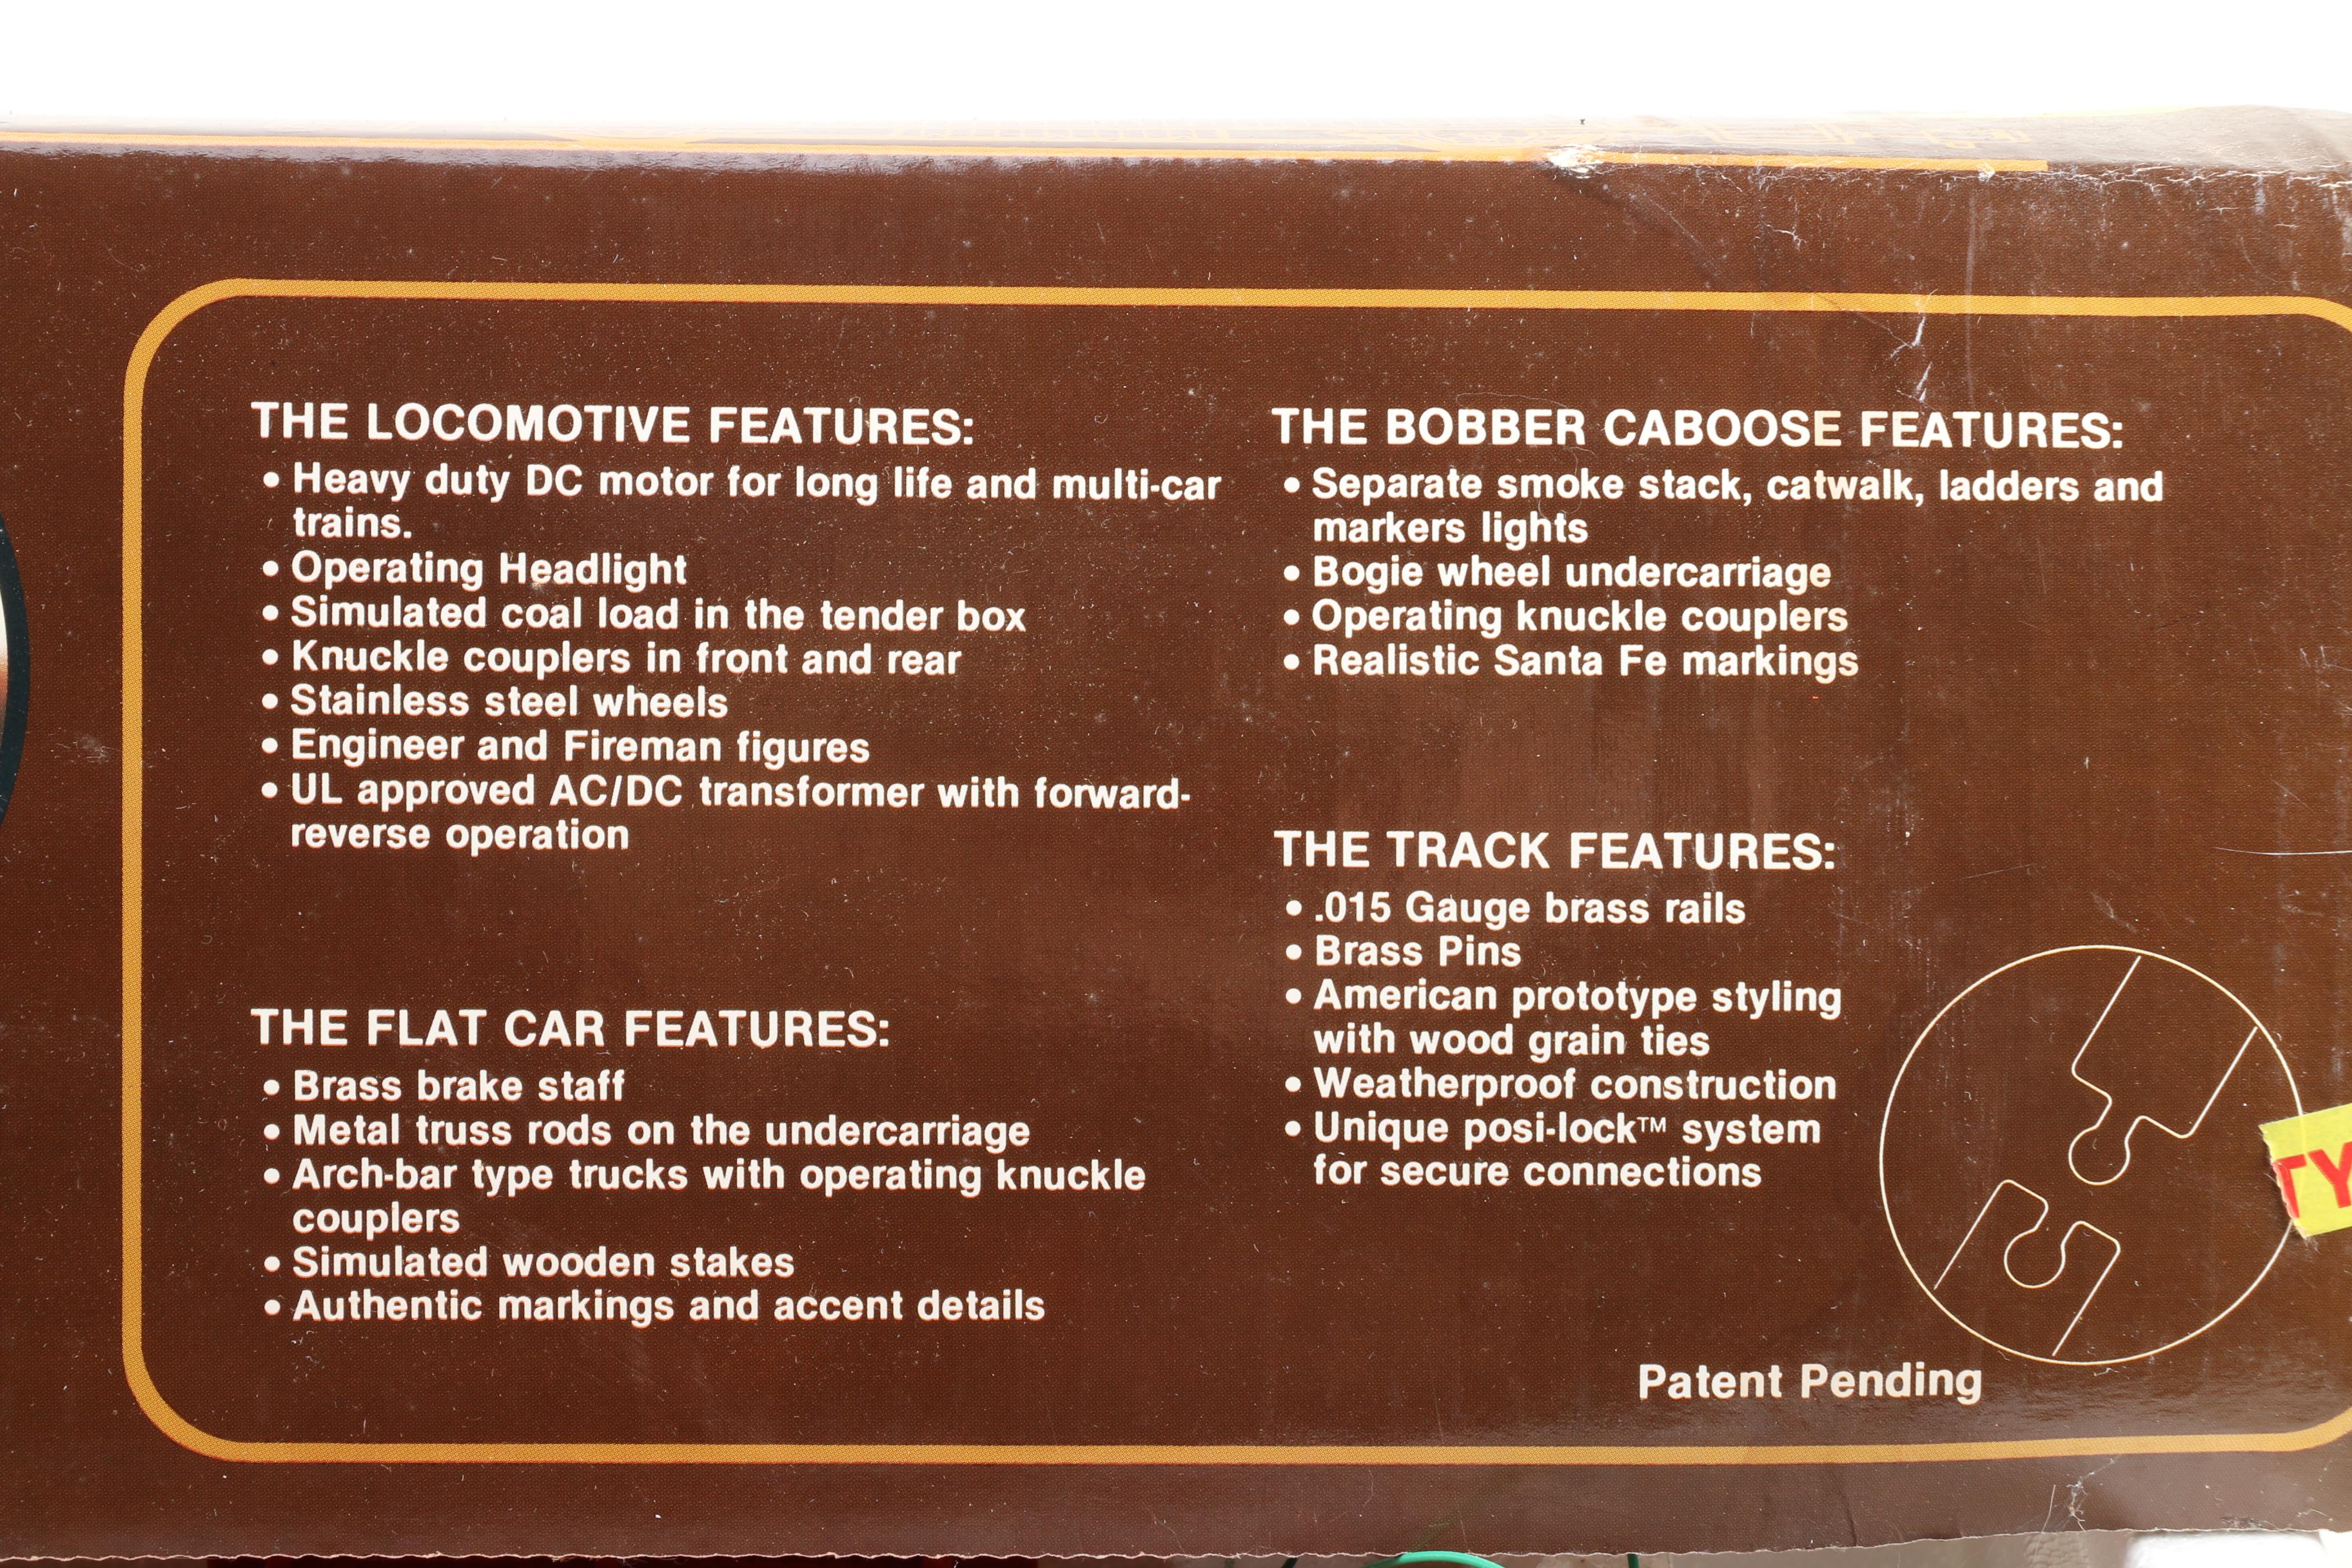 THE LOCOMOTIVE FEATURES:
• Heavy duty DC motor for long life and multi-car
trains.
• Operating Headlight
• Simulated coal load in the tender box
• Knuckle couplers in front and rear
• Stainless steel wheels
• Engineer and Fireman figures
• UL approved AC/DC transformer with forward-
reverse operation
THE FLAT CAR FEATURES:
• Brass brake staff
• Metal truss rods on the undercarriage
• Arch-bar type trucks with operating knuckle
couplers
• Simulated wooden stakes
• Authentic markings and accent details
THE BOBBER CABOOSE FEATURES:
• Separate smoke stack, catwalk, ladders and
markers lights
• Bogie wheel undercarriage
• Operating knuckle couplers
• Realistic Santa Fe markings
THE TRACK FEATURES:
• .015 Gauge brass rails
• Brass Pins
• American prototype styling
with wood grain ties
• Weatherproof construction
• Unique posi-lock™ system
for secure connections
Patent Pending